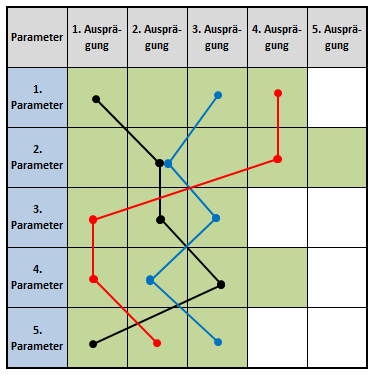 Parameter
1. Ausprä-
gung
2. Ausprä-
gung
3. Ausprä-
gung
4. Ausprä-
gung
5. Ausprä-
gung
1.
Parameter
2.
Parameter
3.
Parameter
4.
Parameter
5.
Parameter